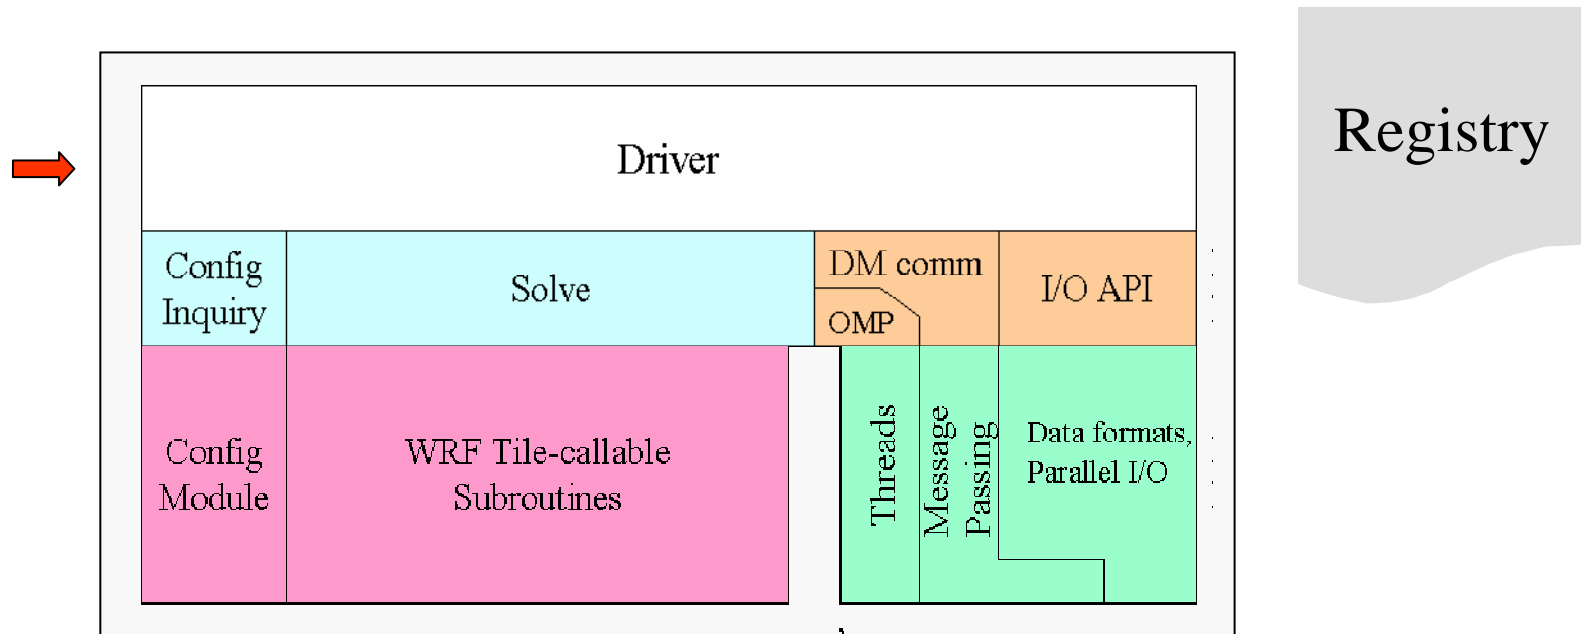 Registry
Driver
Config
Inquiry
Solve
DM comm
OMP
I/O API
Config
Module
WRF Tile-callable
Subroutines
Threads
Message
Passing
Data formats,
Parallel I/O